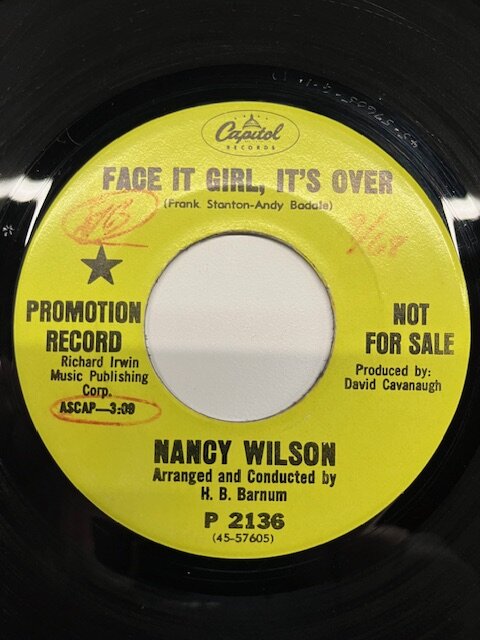 Capitol
RECORDS
FACE IT GIRL, IT'S OVER
(Frank Stanton-Andy Badale)
PROMOTION
RECORD
Richard Irwin
Music Publishing
Corp.
ASCAP—3:09
NOT
FOR SALE
Produced by:
David Cavanaugh
NANCY WILSON
Arranged and Conducted by
H. B. Barnum
P 2136
(45-57605)